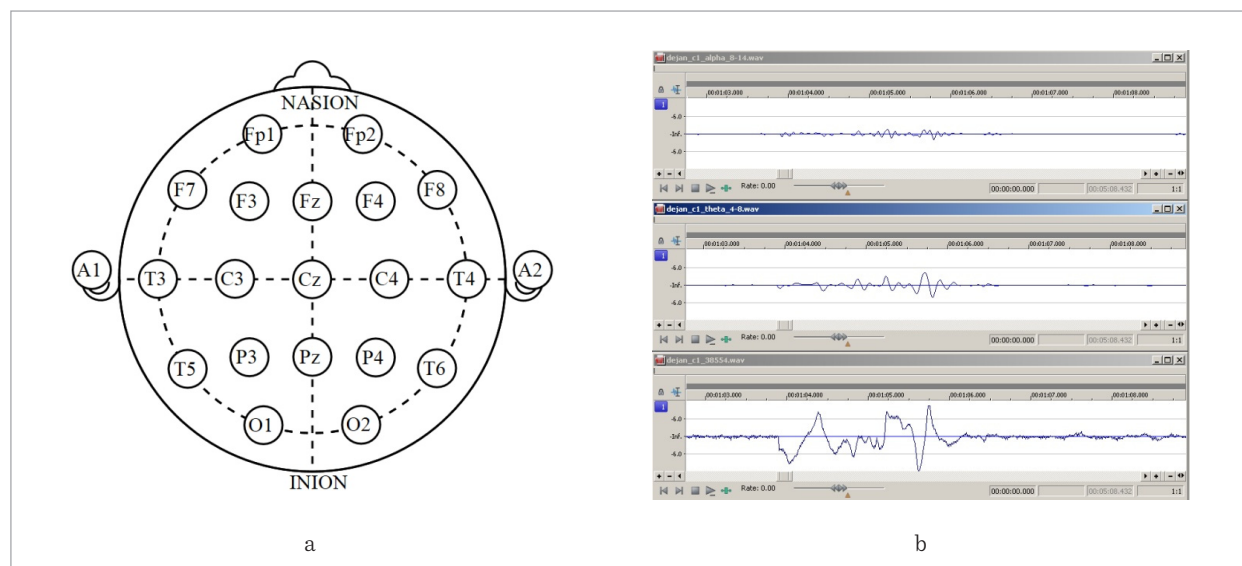 NASION
Fp1 Fp2
F7 F3 Fz F4 F8
A1 T3 C3 Cz C4 T4 A2
T5 P3 Pz P4 T6
O1 O2
INION
a
dejan_c1_alpha_8-14.wav
,00:01:03.000 ,00:01:04.000 ,00:01:05.000 ,00:01:06.000 ,00:01:07.000 ,00:01:08.000
1
-6.0
-Inf.
-6.0
Rate: 0.00 00:00:00.000 00:05:08.432 1:1
dejan_c1_theta_4-8.wav
,00:01:03.000 ,00:01:04.000 ,00:01:05.000 ,00:01:06.000 ,00:01:07.000 ,00:01:08.000
1
-6.0
-Inf.
-6.0
Rate: 0.00 00:00:00.000 00:05:08.432 1:1
dejan_c1_38554.wav
,00:01:03.000 ,00:01:04.000 ,00:01:05.000 ,00:01:06.000 ,00:01:07.000 ,00:01:08.000
1
-6.0
-Inf.
-6.0
Rate: 0.00 00:00:00.000 00:05:08.432 1:1
b